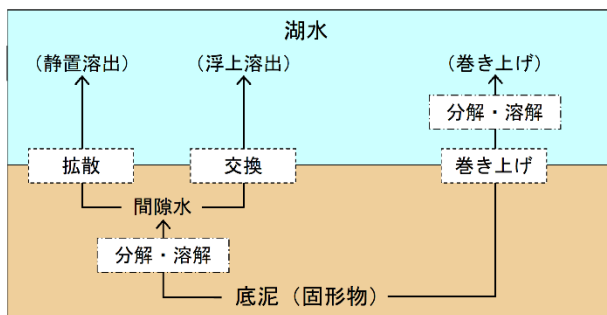 湖水
(静置溶出)
(浮上溶出)
(巻き上げ)
分解・溶解
拡散
交換
巻き上げ
間隙水
分解・溶解
底泥（固形物）